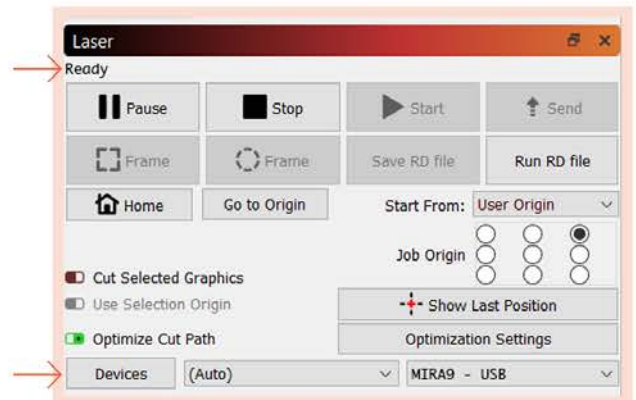 Laser
Ready
Pause Stop Start Send
Frame Frame Save RD file Run RD file
Home Go to Origin Start From: User Origin
Job Origin
Cut Selected Graphics
Use Selection Origin Show Last Position
Optimize Cut Path Optimization Settings
Devices (Auto) MIRA9 - USB